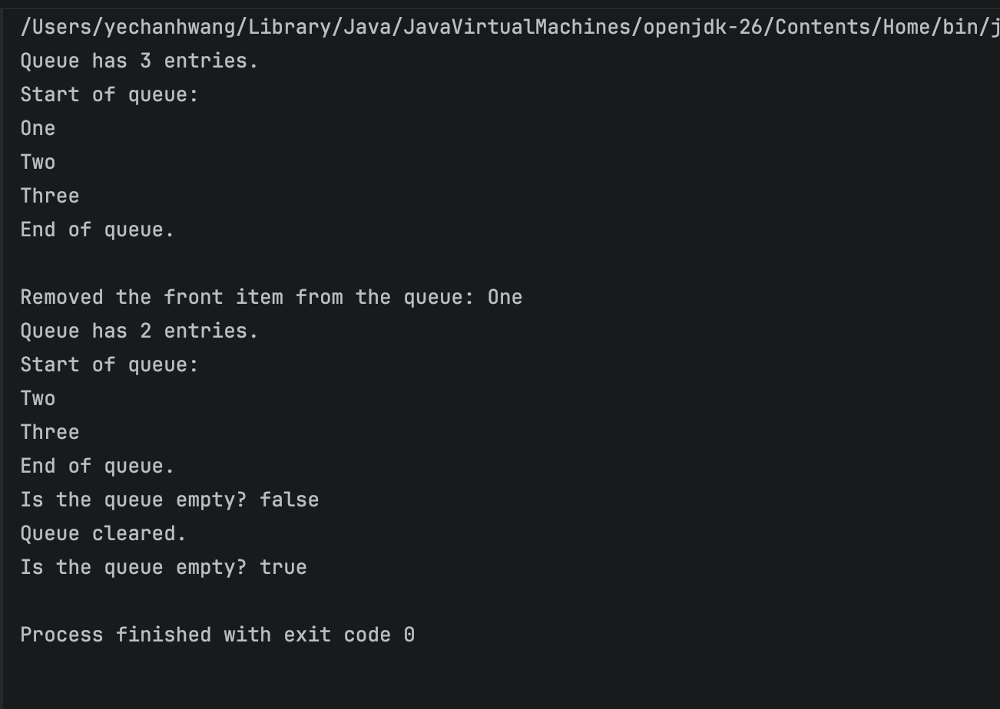 /Users/yechanhwang/Library/Java/JavaVirtualMachines/openjdk-26/Contents/Home/bin/j
Queue has 3 entries.
Start of queue:
One
Two
Three
End of queue.

Removed the front item from the queue: One
Queue has 2 entries.
Start of queue:
Two
Three
End of queue.
Is the queue empty? false
Queue cleared.
Is the queue empty? true

Process finished with exit code 0